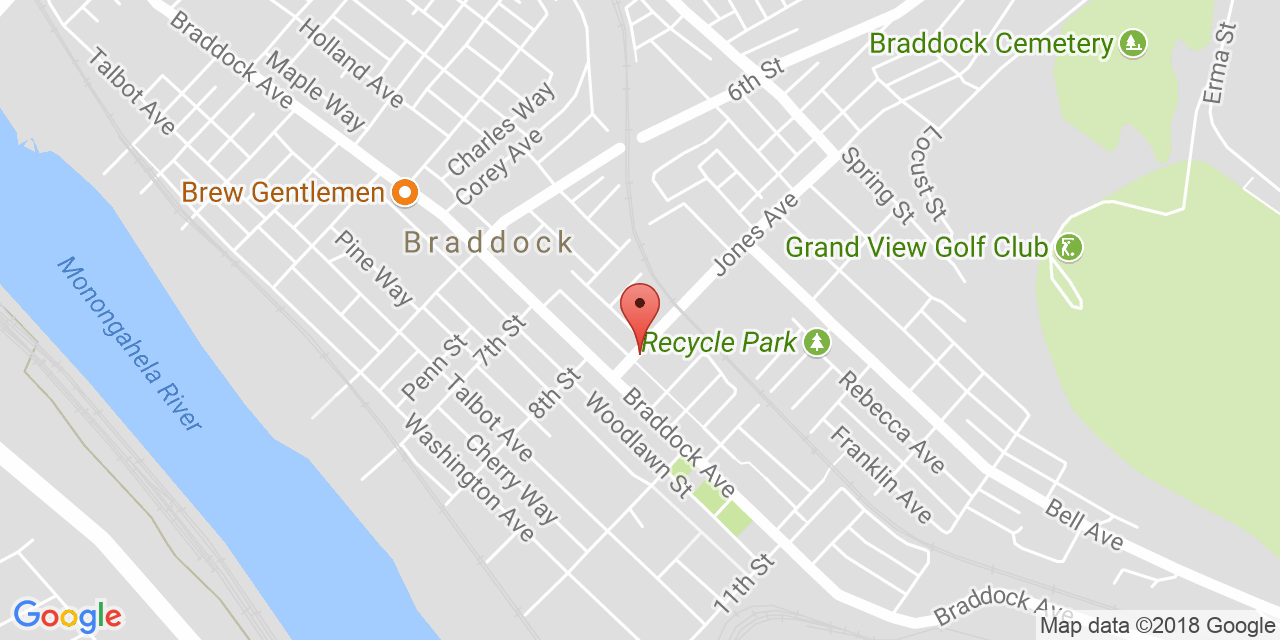 Braddock Ave
Holland Ave
Braddock Cemetery
Erma St
Talbot Ave
Maple Way
6th St
Charles Way
Corey Ave
Locust St
Spring St
Brew Gentlemen
Braddock
Jones Ave
Grand View Golf Club
Pine Way
Monongahela River
7th St
Penn St
Recycle Park
8th St
Talbot Ave
Woodlawn St
Braddock Ave
Rebecca Ave
Washington Ave
Cherry Way
Franklin Ave
Bell Ave
11th St
Braddock Ave
Google
Map data ©2018 Google